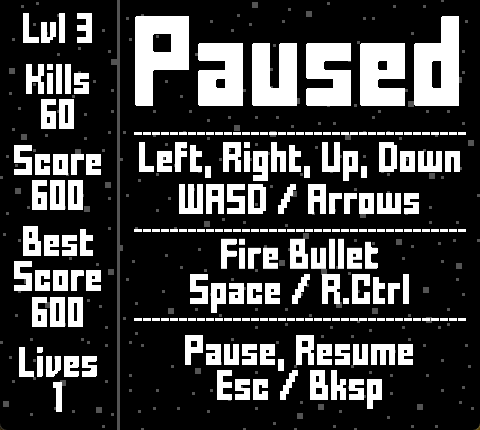 Lvl 3
Kills
60
Score
600
Best
Score
600
Lives
1
Paused
Left, Right, Up, Down
WASD / Arrows
Fire Bullet
Space / R.Ctrl
Pause, Resume
Esc / Bksp